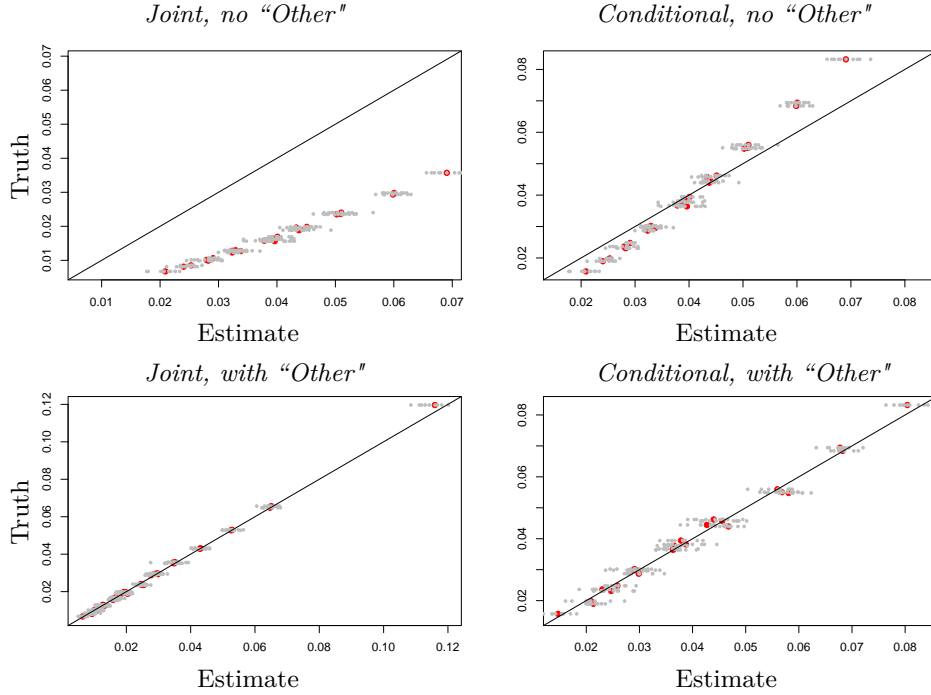 Joint, no “Other"
Conditional, no “Other"
Truth
0.01 0.02 0.03 0.04 0.05 0.06 0.07
0.02 0.04 0.06 0.08
0.01 0.02 0.03 0.04 0.05 0.06 0.07
0.02 0.03 0.04 0.05 0.06 0.07 0.08
Estimate
Estimate
Joint, with “Other"
Conditional, with “Other"
Truth
0.02 0.04 0.06 0.08 0.10 0.12
0.02 0.04 0.06 0.08
0.02 0.04 0.06 0.08 0.10 0.12
0.02 0.03 0.04 0.05 0.06 0.07 0.08
Estimate
Estimate